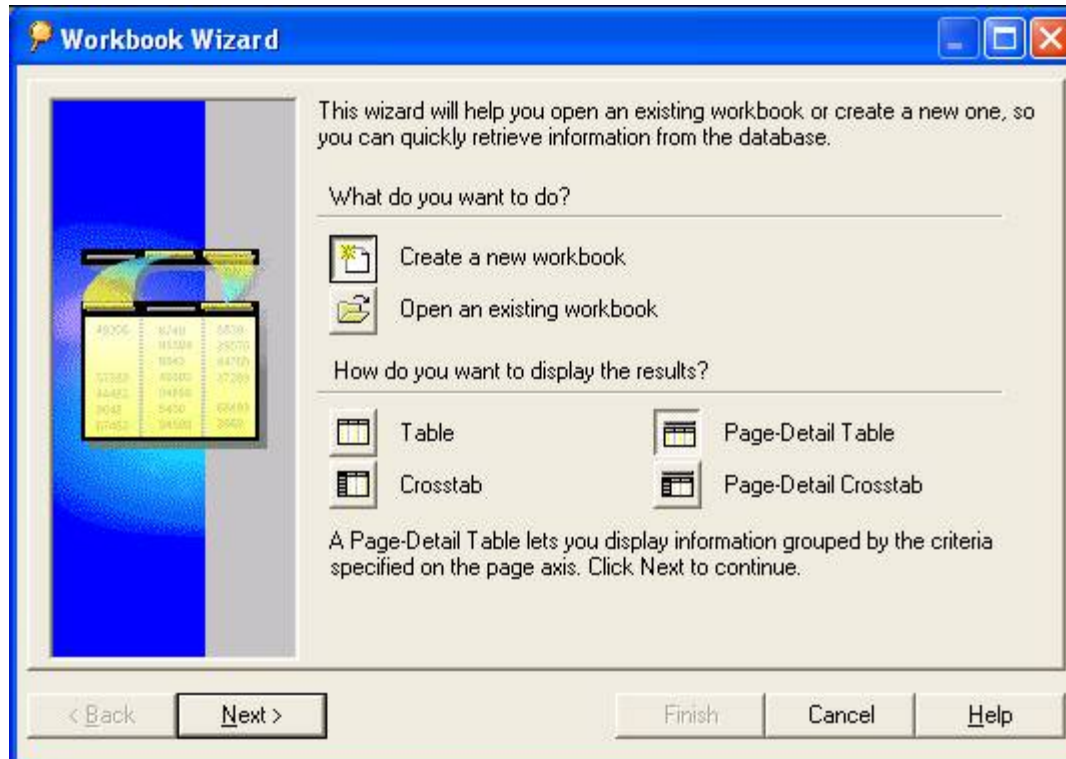 Workbook Wizard
This wizard will help you open an existing workbook or create a new one, so
you can quickly retrieve information from the database.
What do you want to do?
Create a new workbook
Open an existing workbook
How do you want to display the results?
Table
Page-Detail Table
Crosstab
Page-Detail Crosstab
A Page-Detail Table lets you display information grouped by the criteria
specified on the page axis. Click Next to continue.
< Back
Next >
Finish
Cancel
Help